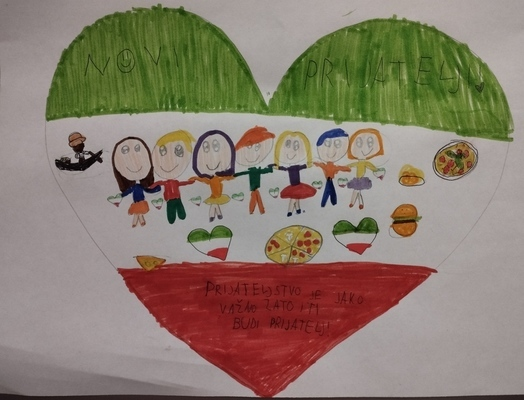 NOVI PRIJATELJI
PRIJATELJSTVO JE JAKO
VAŽNO ZATO I TI
BUDI PRIJATELJ!